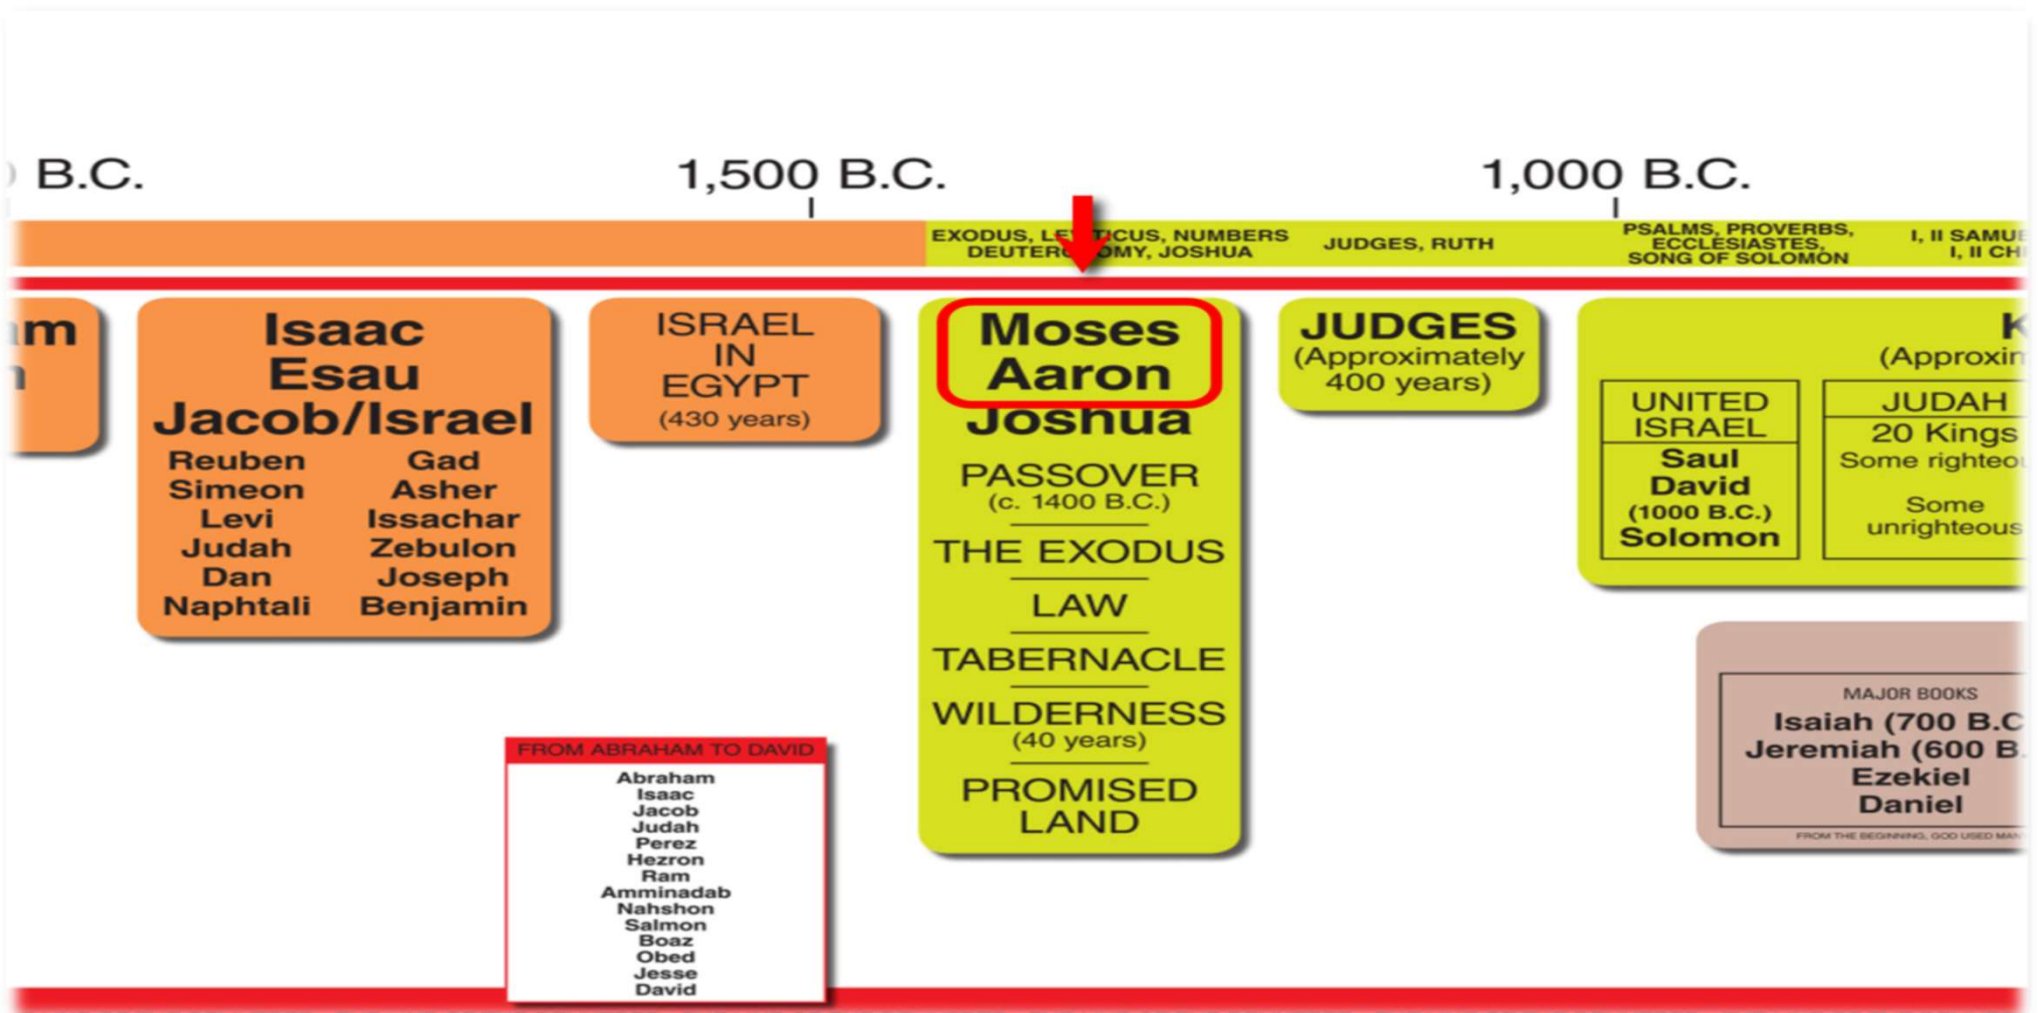 B.C.
1,500 B.C.
1,000 B.C.
EXODUS, LEVITICUS, NUMBERS
DEUTERONOMY, JOSHUA
JUDGES, RUTH
PSALMS, PROVERBS,
ECCLESIASTES,
SONG OF SOLOMON
I, II SAMUE
I, II CH
Isaac
Esau
Jacob/Israel
Reuben Gad
Simeon Asher
Levi Issachar
Judah Zebulon
Dan Joseph
Naphtali Benjamin
ISRAEL
IN
EGYPT
(430 years)
Moses
Aaron
Joshua
PASSOVER
(c. 1400 B.C.)
THE EXODUS
LAW
TABERNACLE
WILDERNESS
(40 years)
PROMISED
LAND
JUDGES
(Approximately
400 years)
K
(Approxim
UNITED
ISRAEL
Saul
David
(1000 B.C.)
Solomon
JUDAH
20 Kings
Some righteou
Some
unrighteous
MAJOR BOOKS
Isaiah (700 B.C
Jeremiah (600 B.
Ezekiel
Daniel
FROM THE BEGINNING, GOD USED MAN
FROM ABRAHAM TO DAVID
Abraham
Isaac
Jacob
Judah
Perez
Hezron
Ram
Amminadab
Nahshon
Salmon
Boaz
Obed
Jesse
David